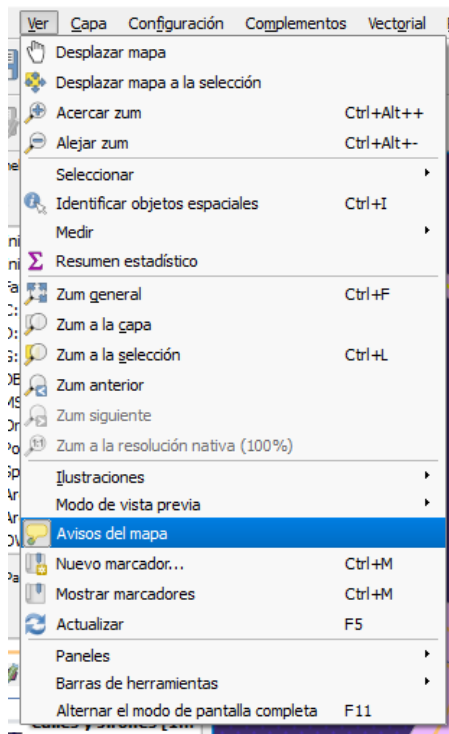 Ver Capa Configuración Complementos Vectorial
Desplazar mapa
Desplazar mapa a la selección
Acercar zum Ctrl+Alt++
Alejar zum Ctrl+Alt+-
Seleccionar
Identificar objetos espaciales Ctrl+I
Medir
Resumen estadístico
Zum general Ctrl+F
Zum a la capa
Zum a la selección Ctrl+L
Zum anterior
Zum siguiente
Zum a la resolución nativa (100%)
Ilustraciones
Modo de vista previa
Avisos del mapa
Nuevo marcador... Ctrl+M
Mostrar marcadores Ctrl+M
Actualizar F5
Paneles
Barras de herramientas
Alternar el modo de pantalla completa F11